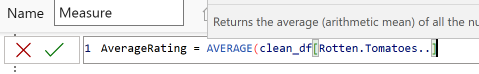 Name Measure
Returns the average (arithmetic mean) of all the nu
1 AverageRating = AVERAGE(clean_df[Rotten.Tomatoes..]